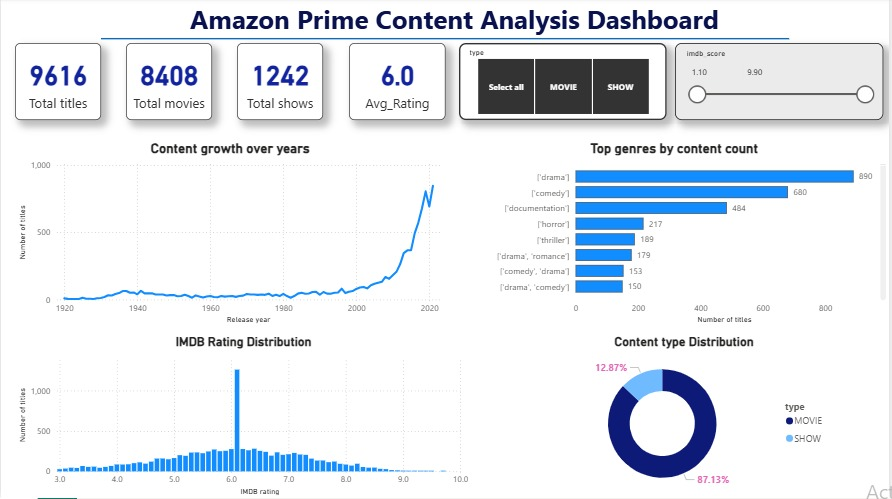 Amazon Prime Content Analysis Dashboard
9616
Total titles
8408
Total movies
1242
Total shows
6.0
Avg_Rating
type
Select all
MOVIE
SHOW
imdb_score
1.10
9.90
Content growth over years
Number of titles
1,000
500
0
1920
1940
1960
1980
2000
2020
Release year
Top genres by content count
['drama']
890
['comedy']
680
['documentation']
484
['horror']
217
['thriller']
189
['drama', 'romance']
179
['comedy', 'drama']
153
['drama', 'comedy']
150
0
200
400
600
800
Number of titles
IMDB Rating Distribution
Number of titles
1,000
500
0
3.0
4.0
5.0
6.0
7.0
8.0
9.0
10.0
IMDB rating
Content type Distribution
12.87%
87.13%
type
MOVIE
SHOW